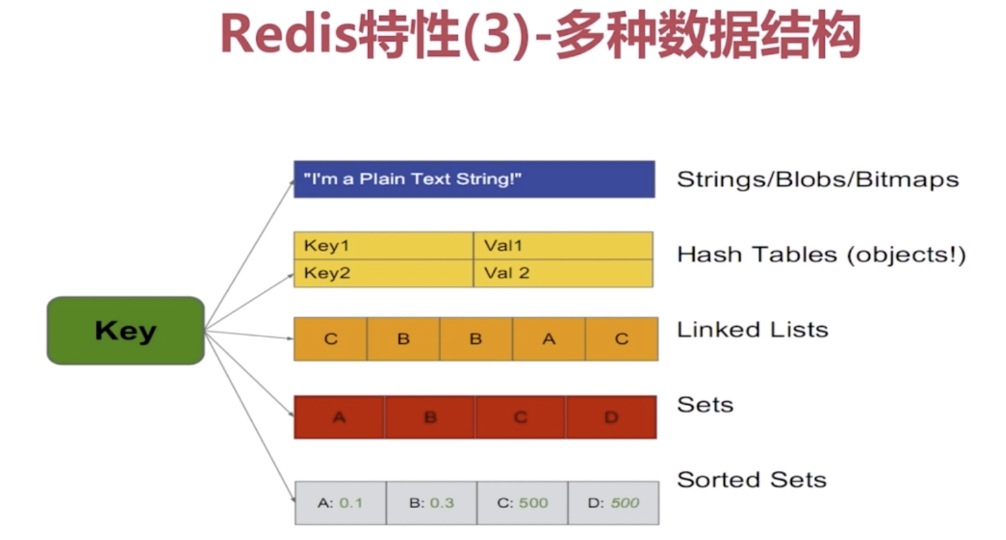 Redis特性(3)-多种数据结构
"I'm a Plain Text String!"
Strings/Blobs/Bitmaps
Key1 Val1
Key2 Val 2
Hash Tables (objects!)
Key
C B B A C
Linked Lists
A B C D
Sets
A: 0.1 B: 0.3 C: 500 D: 500
Sorted Sets